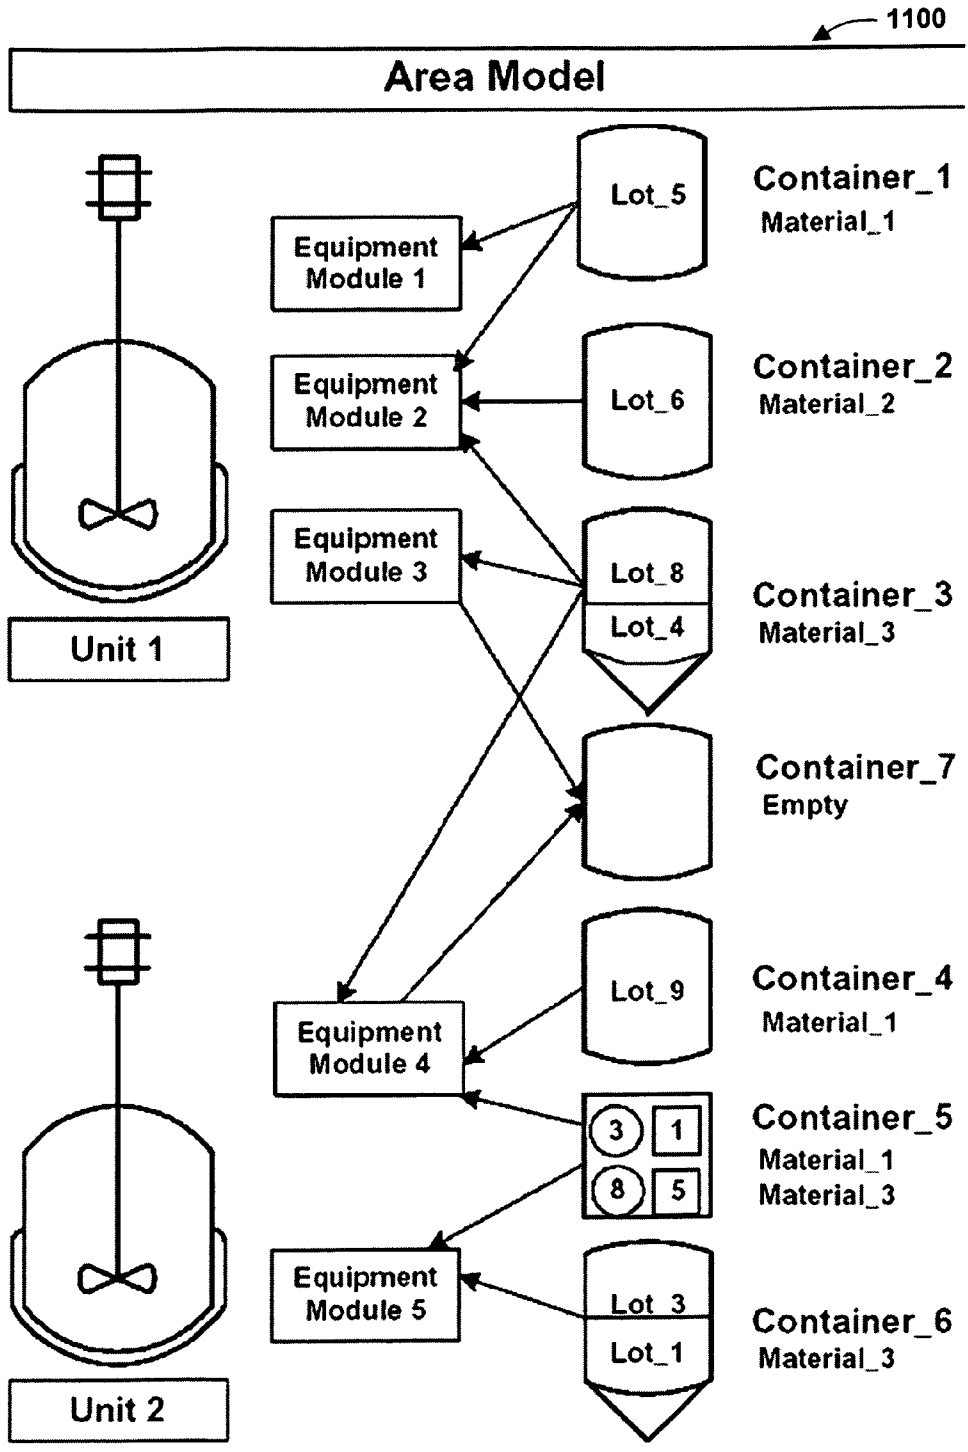 1100
Area Model
Lot_5
Container_1
Material_1
Equipment
Module 1
Equipment
Module 2
Lot_6
Container_2
Material_2
Equipment
Module 3
Lot_8
Lot_4
Container_3
Material_3
Unit 1
Container_7
Empty
Lot_9
Container_4
Material_1
Equipment
Module 4
3
1
8
5
Container_5
Material_1
Material_3
Equipment
Module 5
Lot_3
Lot_1
Container_6
Material_3
Unit 2